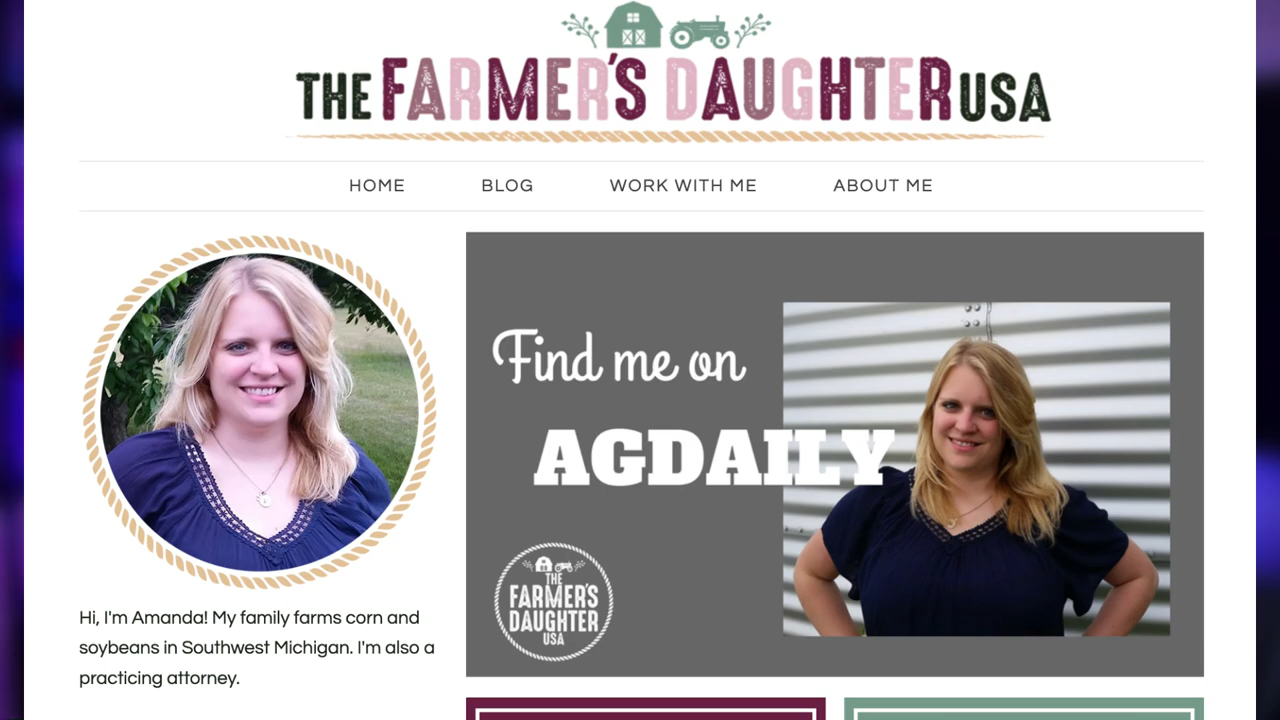 THE FARMER'S DAUGHTER USA
HOME BLOG WORK WITH ME ABOUT ME
Find me on
AGDAILY
THE
FARMER'S
DAUGHTER
USA
Hi, I'm Amanda! My family farms corn and
soybeans in Southwest Michigan. I'm also a
practicing attorney.